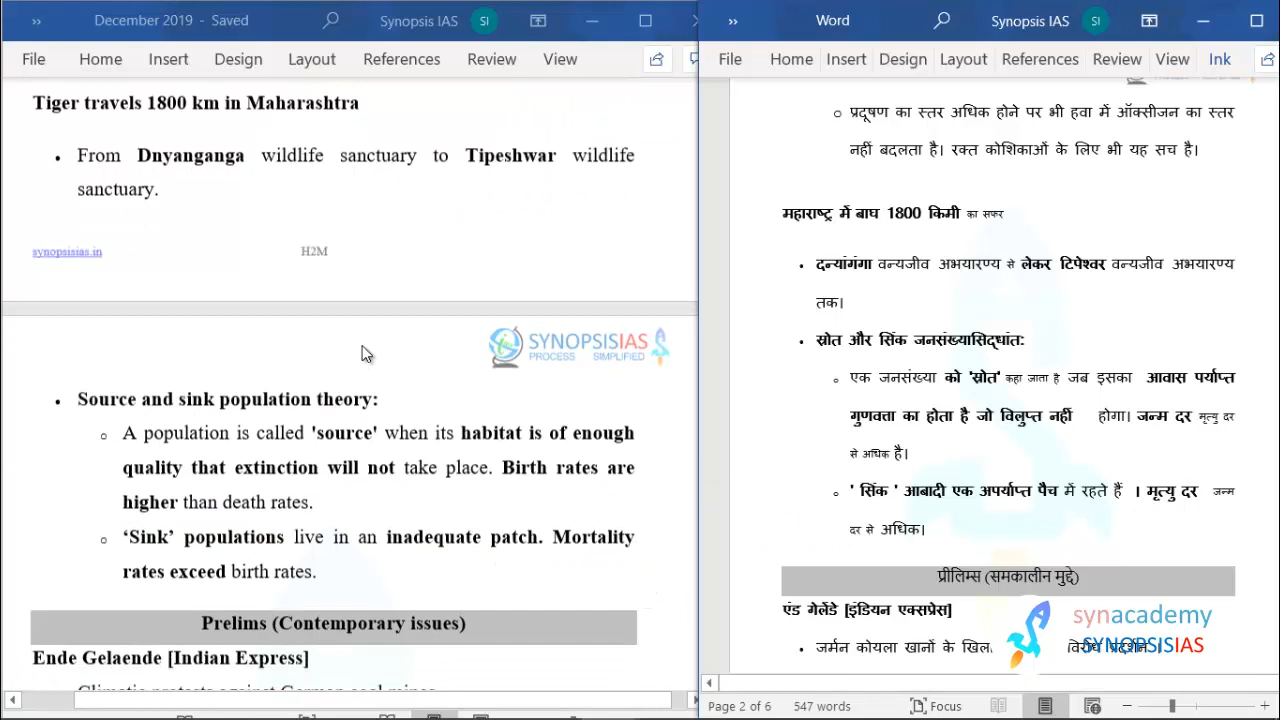 December 2019 - Saved
Synopsis IAS
SI
File Home Insert Design Layout References Review View
Tiger travels 1800 km in Maharashtra
• From Dnyanganga wildlife sanctuary to Tipeshwar wildlife
sanctuary.
synopsisias.in
H2M
SYNOPSISIAS
PROCESS SIMPLIFIED
• Source and sink population theory:
o A population is called 'source' when its habitat is of enough
quality that extinction will not take place. Birth rates are
higher than death rates.
o ‘Sink’ populations live in an inadequate patch. Mortality
rates exceed birth rates.
Prelims (Contemporary issues)
Ende Gelaende [Indian Express]
Climatic protests against German coal mines
Word
Synopsis IAS
SI
File Home Insert Design Layout References Review View Ink
o प्रदूषण का स्तर अधिक होने पर भी हवा में ऑक्सीजन का स्तर
नहीं बदलता है। रक्त कोशिकाओं के लिए भी यह सच है।
महाराष्ट्र में बाघ 1800 किमी का सफर
• दन्यांगंगा वन्यजीव अभयारण्य से लेकर टिपेश्वर वन्यजीव अभयारण्य
तक।
• स्रोत और सिंक जनसंख्यासिद्धांत:
o एक जनसंख्या को 'स्रोत' कहा जाता है जब इसका आवास पर्याप्त
गुणवत्ता का होता है जो विलुप्त नहीं होगा। जन्म दर मृत्यु दर
से अधिक है।
o ' सिंक ' आबादी एक अपर्याप्त पैच में रहते हैं । मृत्यु दर जन्म
दर से अधिक।
प्रीलिम्स (समकालीन मुद्दे)
एंड गेलेंडे [इंडियन एक्सप्रेस]
• जर्मन कोयला खानों के
synacademy
SYNOPSISIAS
Page 2 of 6 547 words Focus